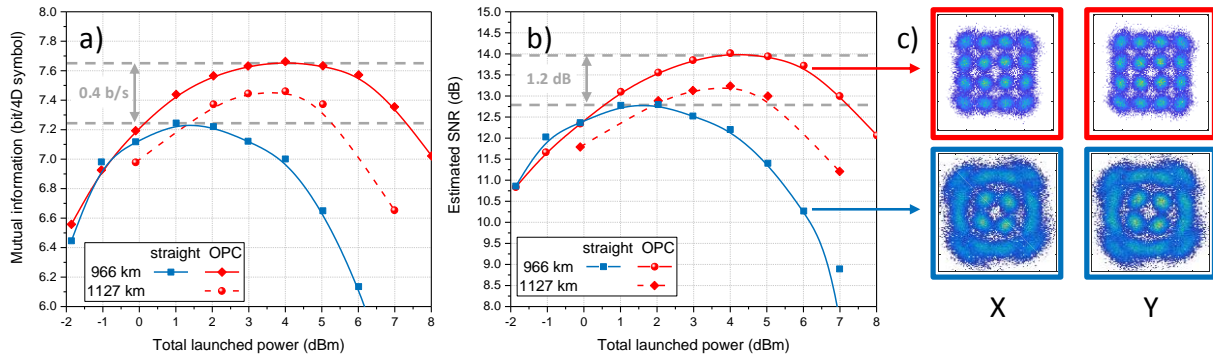 a)
0.4 b/s
8.0
7.8
7.6
7.4
7.2
7.0
6.8
6.6
6.4
6.2
6.0
Mutual information (bit/4D symbol)
straight OPC
966 km
1127 km
-2 -1 0 1 2 3 4 5 6 7 8
Total launched power (dBm)
b)
1.2 dB
15.0
14.5
14.0
13.5
13.0
12.5
12.0
11.5
11.0
10.5
10.0
9.5
9.0
8.5
8.0
Estimated SNR (dB)
straight OPC
966 km
1127 km
-2 -1 0 1 2 3 4 5 6 7 8
Total launched power (dBm)
c)
X Y